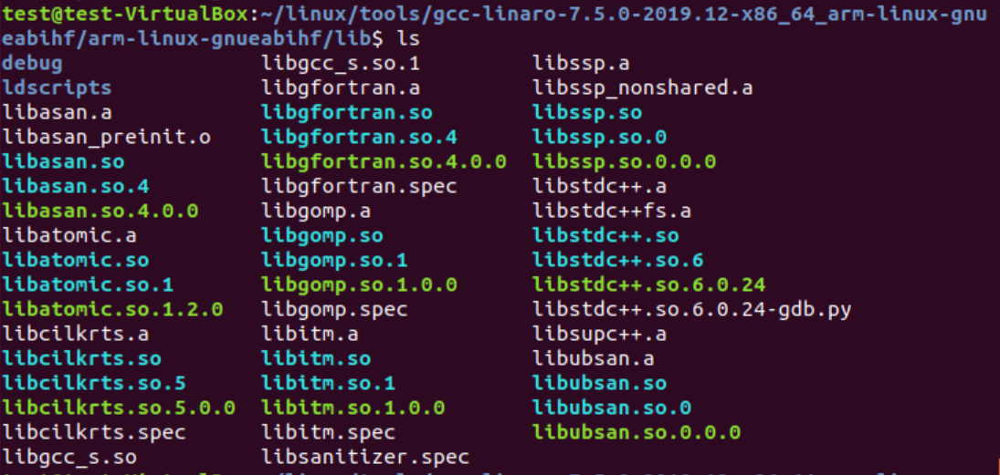 test@test-VirtualBox:~/linux/tools/gcc-linaro-7.5.0-2019.12-x86_64_arm-linux-gnu
eabihf/arm-linux-gnueabihf/lib$ ls
debug libgcc_s.so.1 libssp.a
ldscripts libgfortran.a libssp_nonshared.a
libasan.a libgfortran.so libssp.so
libasan_preinit.o libgfortran.so.4 libssp.so.0
libasan.so libgfortran.so.4.0.0 libssp.so.0.0.0
libasan.so.4 libgfortran.spec libstdc++.a
libasan.so.4.0.0 libgomp.a libstdc++fs.a
libatomic.a libgomp.so libstdc++.so
libatomic.so libgomp.so.1 libstdc++.so.6
libatomic.so.1 libgomp.so.1.0.0 libstdc++.so.6.0.24
libatomic.so.1.2.0 libgomp.spec libstdc++.so.6.0.24-gdb.py
libcilkrts.a libitm.a libsupc++.a
libcilkrts.so libitm.so libubsan.a
libcilkrts.so.5 libitm.so.1 libubsan.so
libcilkrts.so.5.0.0 libitm.so.1.0.0 libubsan.so.0
libcilkrts.spec libitm.spec libubsan.so.0.0.0
libgcc_s.so libsanitizer.spec